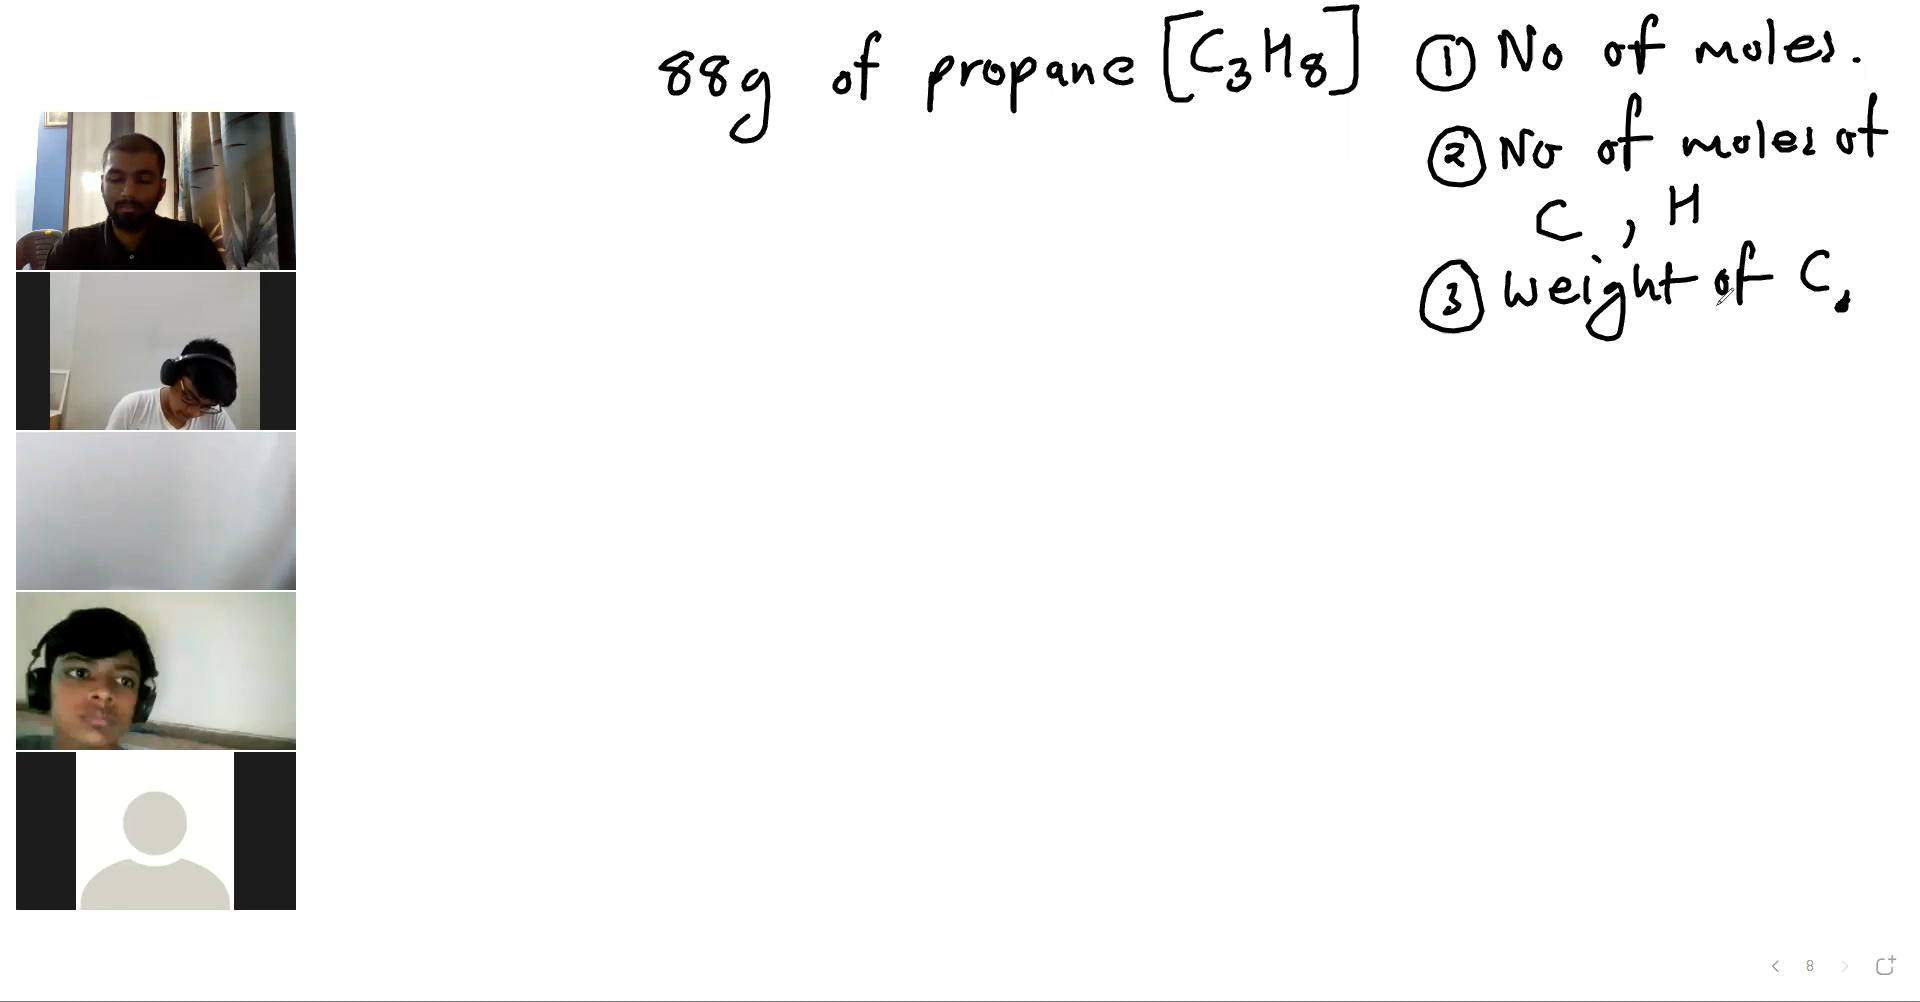 88g of propane [C₃H₈]
① No of moles.
② No of moles of
C , H
③ Weight of C.
8